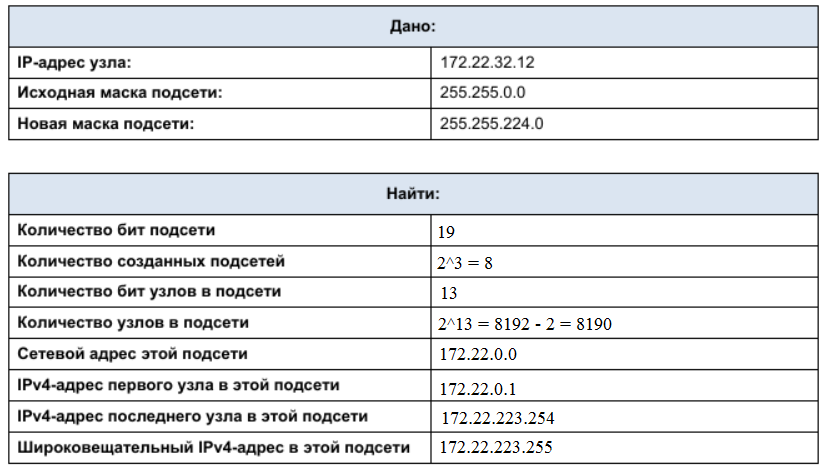 Дано:
IP-адрес узла: 172.22.32.12
Исходная маска подсети: 255.255.0.0
Новая маска подсети: 255.255.224.0
Найти:
Количество бит подсети 19
Количество созданных подсетей 2^3 = 8
Количество бит узлов в подсети 13
Количество узлов в подсети 2^13 = 8192 - 2 = 8190
Сетевой адрес этой подсети 172.22.0.0
IPv4-адрес первого узла в этой подсети 172.22.0.1
IPv4-адрес последнего узла в этой подсети 172.22.223.254
Широковещательный IPv4-адрес в этой подсети 172.22.223.255